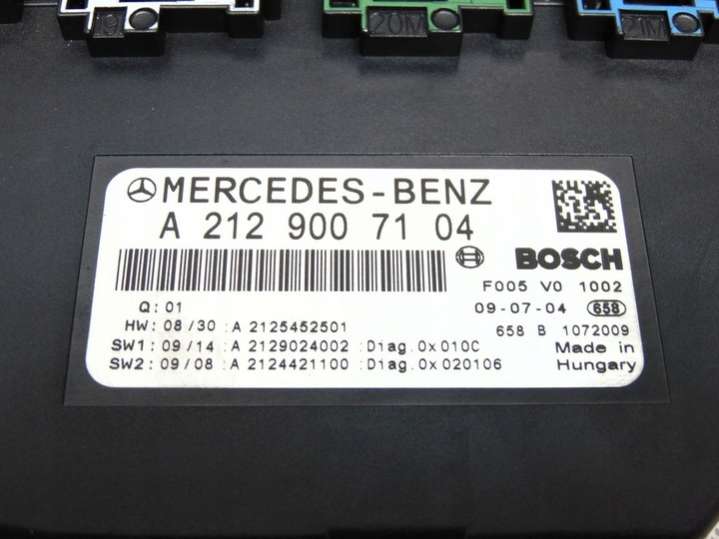 20M
21M
MERCEDES-BENZ
A 212 900 71 04
BOSCH
F005 V0 1002
Q: 01
09-07-04 658
HW: 08/30 :A 2125452501
658 B 1072009
SW1: 09/14 :A 2129024002 :Diag.0x010C
Made in
SW2: 09/08 :A 2124421100 :Diag.0x020106
Hungary